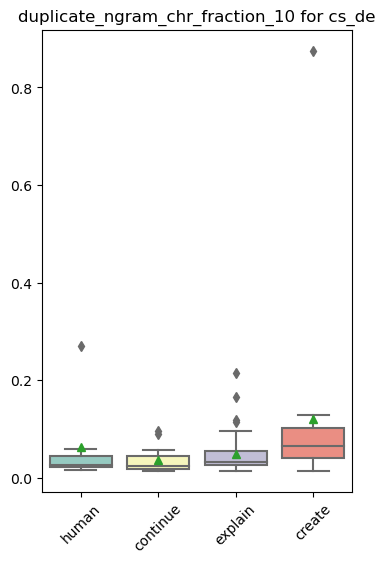 duplicate_ngram_chr_fraction_10 for cs_de
0.8
0.6
0.4
0.2
0.0
human
continue
explain
create